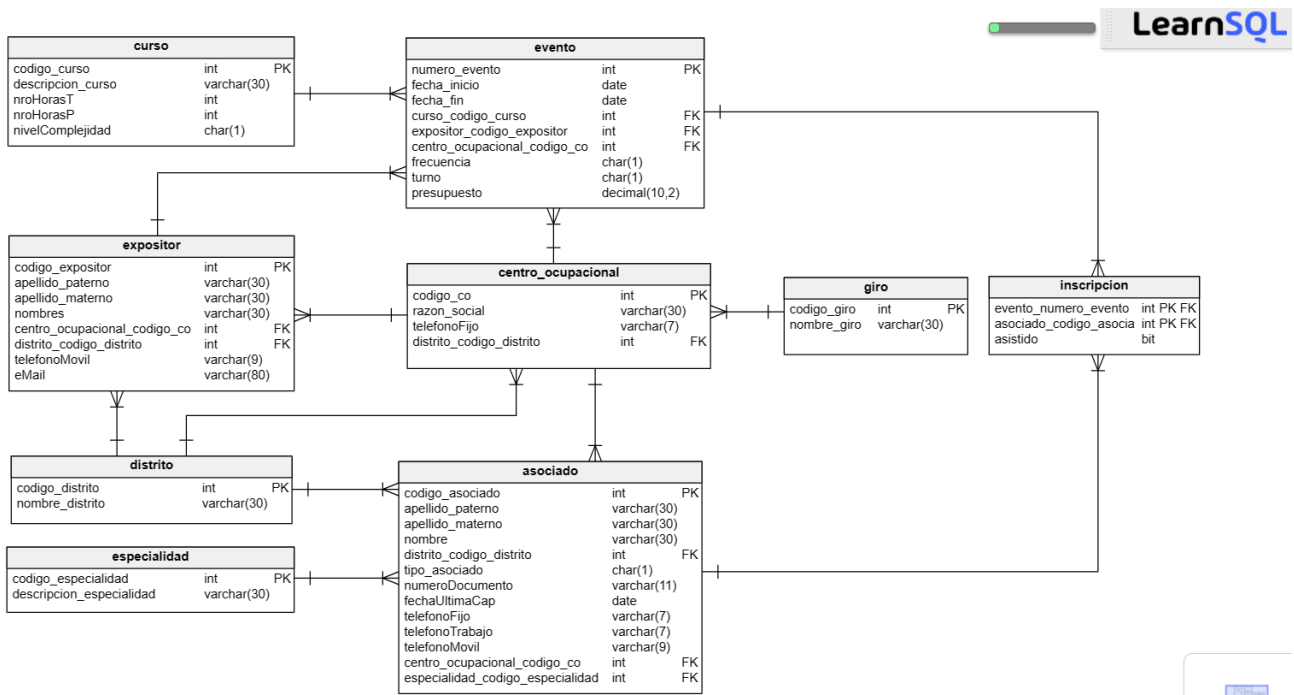 LearnSQL
curso
codigo_curso int PK
descripcion_curso varchar(30)
nroHorasT int
nroHorasP int
nivelComplejidad char(1)
evento
numero_evento int PK
fecha_inicio date
fecha_fin date
curso_codigo_curso int FK
expositor_codigo_expositor int FK
centro_ocupacional_codigo_co int FK
frecuencia char(1)
turno char(1)
presupuesto decimal(10,2)
expositor
codigo_expositor int PK
apellido_paterno varchar(30)
apellido_materno varchar(30)
nombres varchar(30)
centro_ocupacional_codigo_co int FK
distrito_codigo_distrito int FK
telefonoMovil varchar(9)
eMail varchar(80)
centro_ocupacional
codigo_co int PK
razon_social varchar(30)
telefonoFijo varchar(7)
distrito_codigo_distrito int FK
giro
codigo_giro int PK
nombre_giro varchar(30)
inscripcion
evento_numero_evento int PK FK
asociado_codigo_asocia int PK FK
asistido bit
distrito
codigo_distrito int PK
nombre_distrito varchar(30)
especialidad
codigo_especialidad int PK
descripcion_especialidad varchar(30)
asociado
codigo_asociado int PK
apellido_paterno varchar(30)
apellido_materno varchar(30)
nombre varchar(30)
distrito_codigo_distrito int FK
tipo_asociado char(1)
numeroDocumento varchar(11)
fechaUltimaCap date
telefonoFijo varchar(7)
telefonoTrabajo varchar(7)
telefonoMovil varchar(9)
centro_ocupacional_codigo_co int FK
especialidad_codigo_especialidad int FK